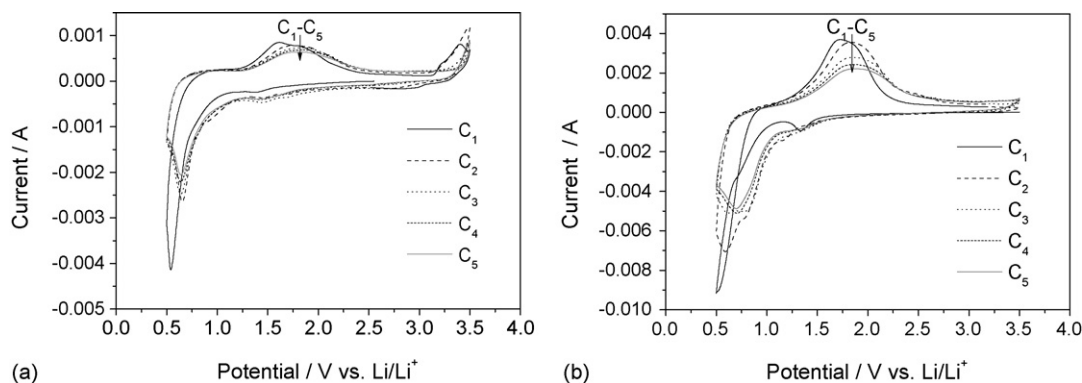 C₁-C₅
0.001
0.000
-0.001
-0.002
-0.003
-0.004
-0.005
Current / A
C₁
C₂
C₃
C₄
C₅
0.0 0.5 1.0 1.5 2.0 2.5 3.0 3.5 4.0
(a) Potential / V vs. Li/Li⁺
C₁-C₅
0.004
0.002
0.000
-0.002
-0.004
-0.006
-0.008
-0.010
Current / A
C₁
C₂
C₃
C₄
C₅
0.0 0.5 1.0 1.5 2.0 2.5 3.0 3.5 4.0
(b) Potential / V vs. Li/Li⁺